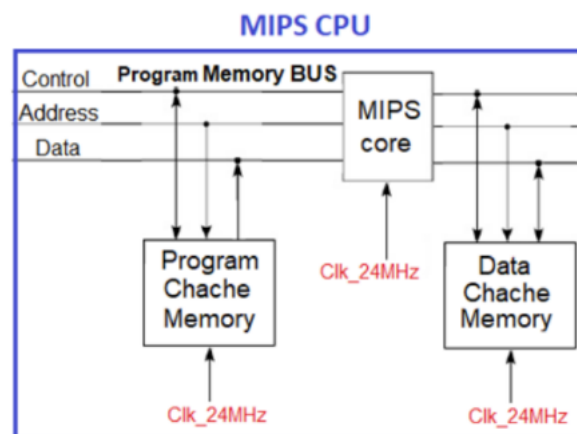 MIPS CPU
Control
Program Memory BUS
Address
Data
MIPS
core
Clk_24MHz
Program
Chache
Memory
Data
Chache
Memory
Clk_24MHz
Clk_24MHz